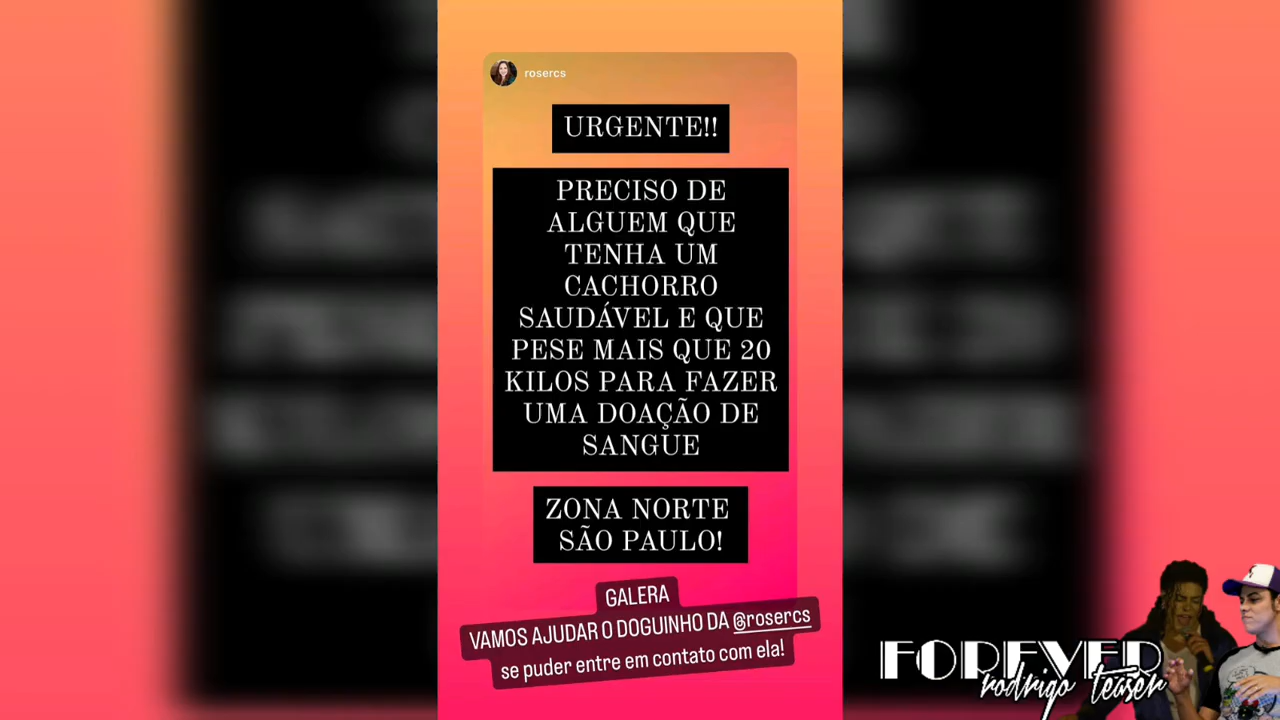 rosercs
URGENTE!!
PRECISO DE
ALGUEM QUE
TENHA UM
CACHORRO
SAUDÁVEL E QUE
PESE MAIS QUE 20
KILOS PARA FAZER
UMA DOAÇÃO DE
SANGUE
ZONA NORTE
SÃO PAULO!
GALERA
VAMOS AJUDAR O DOGUINHO DA @rosercs
se puder entre em contato com ela!
FOREVER
rodrigo teaser